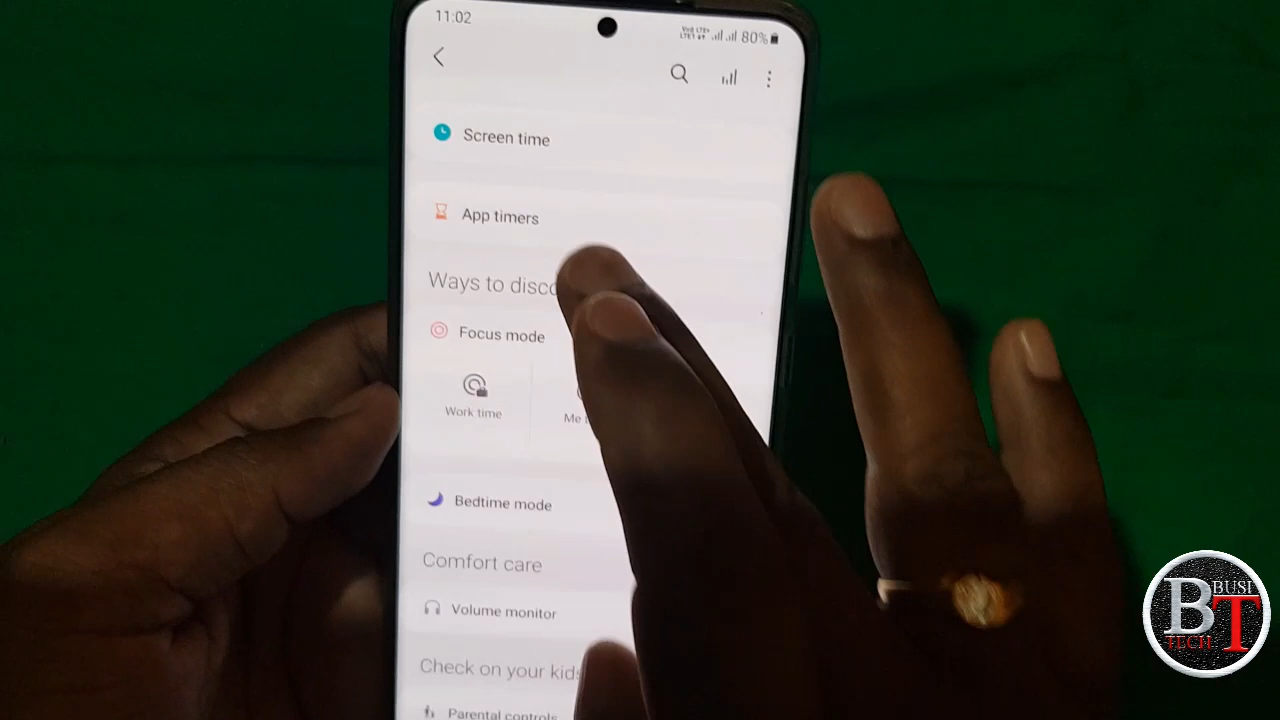 11:02
80%
Screen time
App timers
Ways to disco
Focus mode
Work time
Me
Bedtime mode
Comfort care
Volume monitor
Check on your kids
Parental controls
B BUSI
TECH T